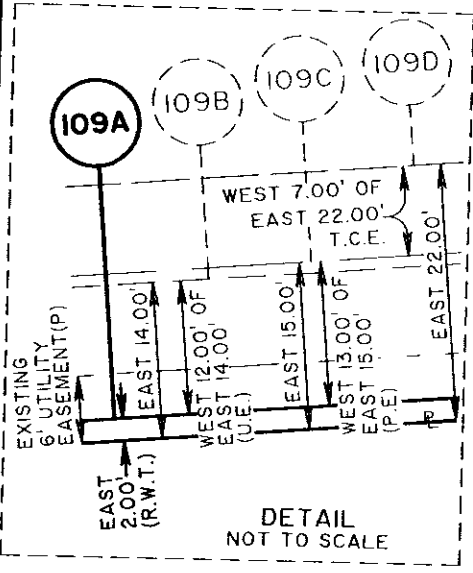 109A
109B
109C
109D
WEST 7.00' OF
EAST 22.00'
T.C.E.
EAST 22.00'
EXISTING
6' UTILITY
EASEMENT(P)
EAST 14.00'
WEST 12.00' OF
EAST 14.00'
(U.E.)
EAST 15.00'
WEST 13.00' OF
EAST 15.00'
(P.E)
PL
EAST
2.00'
(R.W.T.)
DETAIL
NOT TO SCALE